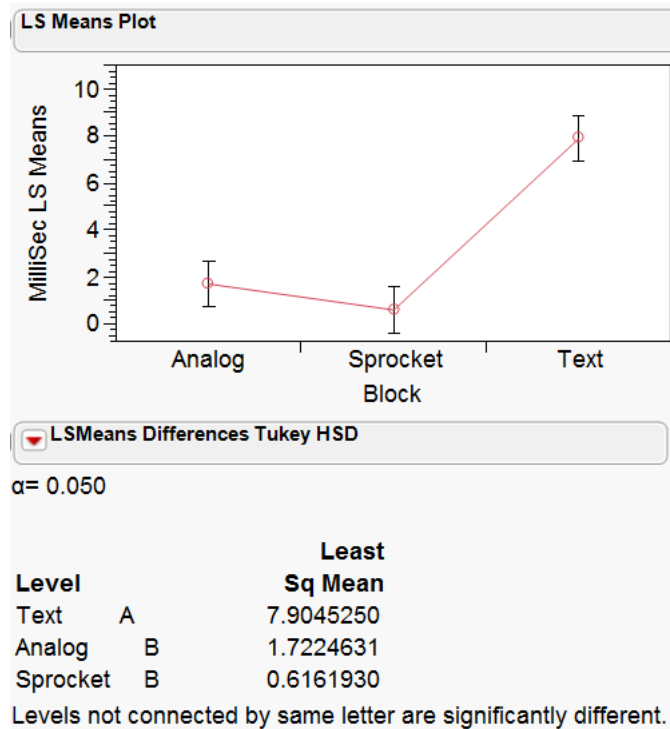 LS Means Plot
MilliSec LS Means
10
8
6
4
2
0
Analog Sprocket Text
Block
LSMeans Differences Tukey HSD
α= 0.050
Least
Level Sq Mean
Text A 7.9045250
Analog B 1.7224631
Sprocket B 0.6161930
Levels not connected by same letter are significantly different.